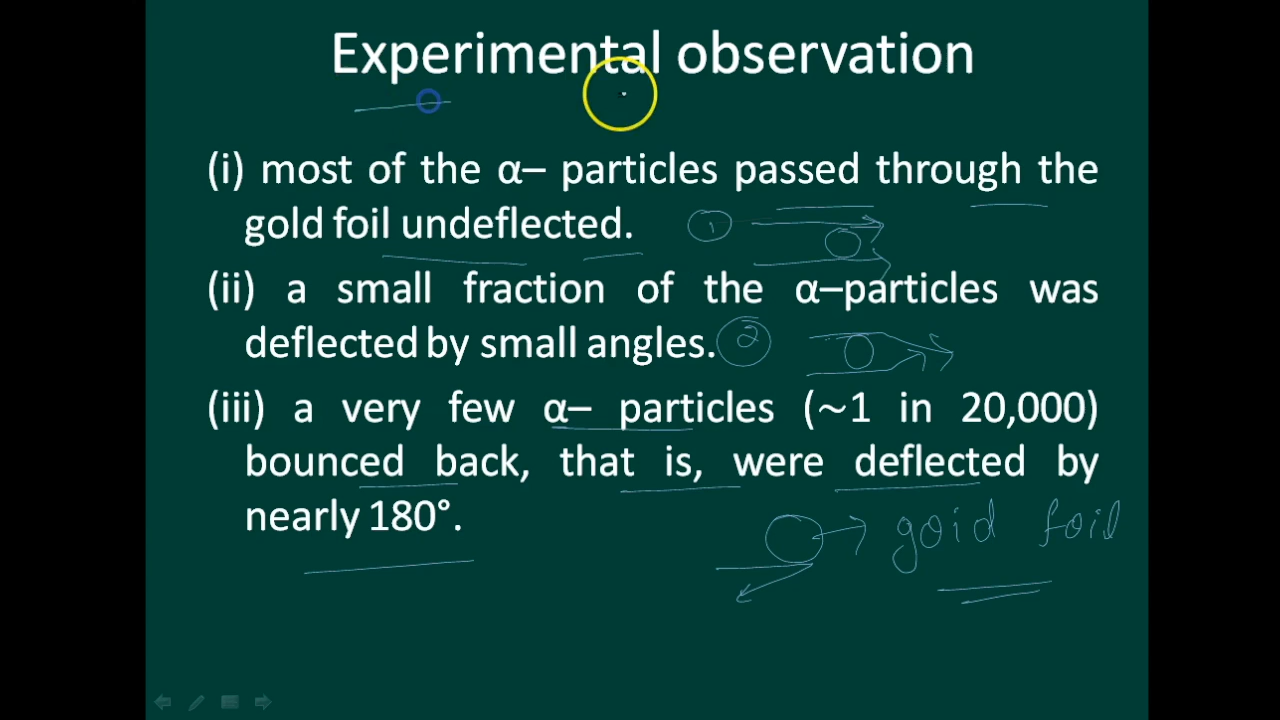 Experimental observation
(i) most of the α– particles passed through the
gold foil undeflected. 1
(ii) a small fraction of the α–particles was
deflected by small angles. 2
(iii) a very few α– particles (~1 in 20,000)
bounced back, that is, were deflected by
nearly 180°.
goid foil